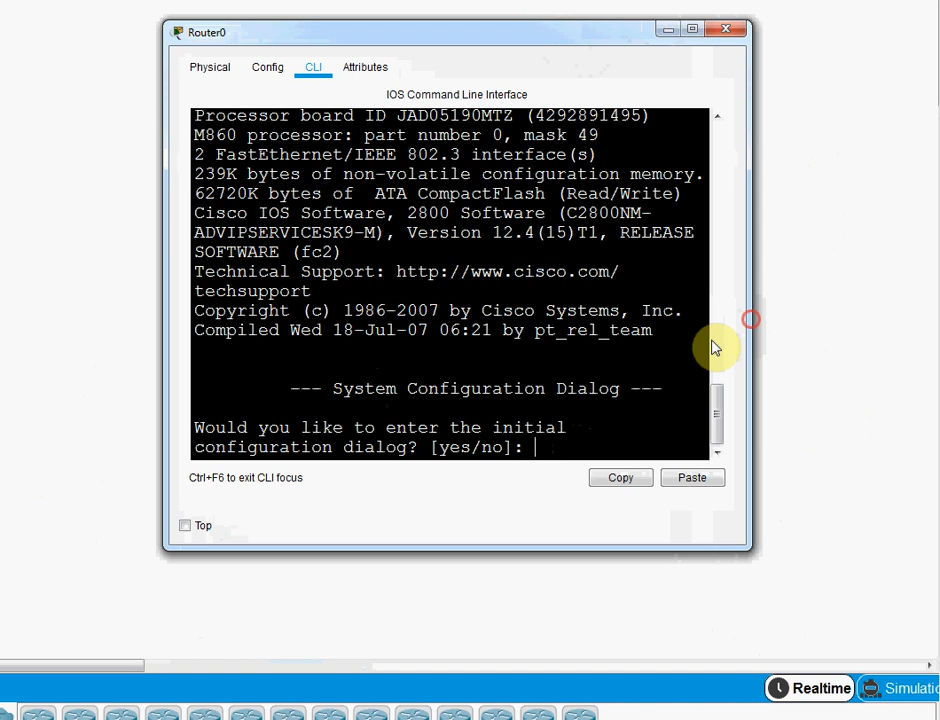 Router0
Physical Config CLI Attributes
IOS Command Line Interface
Processor board ID JAD05190MTZ (4292891495)
M860 processor: part number 0, mask 49
2 FastEthernet/IEEE 802.3 interface(s)
239K bytes of non-volatile configuration memory.
62720K bytes of  ATA CompactFlash (Read/Write)
Cisco IOS Software, 2800 Software (C2800NM-
ADVIPSERVICESK9-M), Version 12.4(15)T1, RELEASE
SOFTWARE (fc2)
Technical Support: http://www.cisco.com/
techsupport
Copyright (c) 1986-2007 by Cisco Systems, Inc.
Compiled Wed 18-Jul-07 06:21 by pt_rel_team
--- System Configuration Dialog ---
Would you like to enter the initial
configuration dialog? [yes/no]:
Ctrl+F6 to exit CLI focus
Copy Paste
Top
Realtime Simulatio